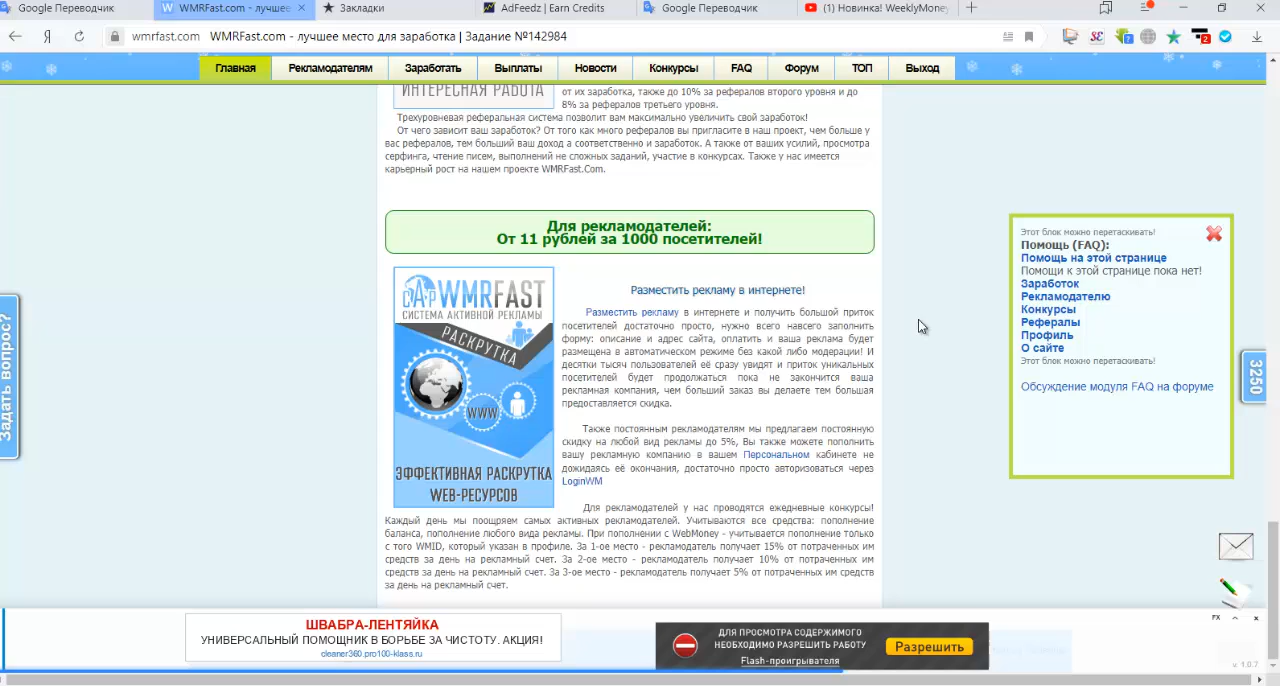 Google Переводчик
WMRFast.com - лучшее
Закладки
AdFeedz | Earn Credits
Google Переводчик
(1) Новинка! WeeklyMoney
wmrfast.com WMRFast.com - лучшее место для заработка | Задание №142984
Главная
Рекламодателям
Заработать
Выплаты
Новости
Конкурсы
FAQ
Форум
ТОП
Выход
ИНТЕРЕСНАЯ РАБОТА
от их заработка, также до 10% за рефералов второго уровня и до
8% за рефералов третьего уровня.
Трехуровневая реферальная система позволит вам максимально увеличить свой заработок!
От чего зависит ваш заработок? От того как много рефералов вы пригласите в наш проект, чем больше у
вас рефералов, тем больший ваш доход а соответственно и заработок. А также от ваших усилий, просмотра
серфинга, чтение писем, выполнений не сложных заданий, участие в конкурсах. Также у нас имеется
карьерный рост на нашем проекте WMRFast.Com.
Для рекламодателей:
От 11 рублей за 1000 посетителей!
САР WMRFAST
СИСТЕМА АКТИВНОЙ РЕКЛАМЫ
РАСКРУТКА
WWW
ЭФФЕКТИВНАЯ РАСКРУТКА
WEB-РЕСУРСОВ
Разместить рекламу в интернете!
Разместить рекламу в интернете и получить большой приток
посетителей достаточно просто, нужно всего навсего заполнить
форму: описание и адрес сайта, оплатить и ваша реклама будет
размещена в автоматическом режиме без какой либо модерации! И
десятки тысяч пользователей её сразу увидят и приток уникальных
посетителей будет продолжаться пока не закончится ваша
рекламная кампания, чем больший заказ вы делаете тем большая
предоставляется скидка.
Также постоянным рекламодателям мы предлагаем постоянную
скидку на любой вид рекламы до 5%, Вы также можете пополнить
вашу рекламную компанию в вашем Персональном кабинете не
дожидаясь её окончания, достаточно просто авторизоваться через
LoginWM
Для рекламодателей у нас проводятся ежедневные конкурсы!
Каждый день мы поощряем самых активных рекламодателей. Учитываются все средства: пополнение
баланса, пополнение любого вида рекламы. При пополнении с WebMoney - учитывается пополнение только
с того WMID, который указан в профиле. За 1-ое место - рекламодатель получает 15% от потраченных им
средств за день на рекламный счет. За 2-ое место - рекламодатель получает 10% от потраченных им
средств за день на рекламный счет. За 3-ое место - рекламодатель получает 5% от потраченных им средств
за день на рекламный счет.
Этот блок можно перетаскивать!
Помощь (FAQ):
Помощь на этой странице
Помощи к этой странице пока нет!
Заработок
Рекламодателю
Конкурсы
Рефералы
Профиль
О сайте
Этот блок можно перетаскивать!
Обсуждение модуля FAQ на форуме
Задать вопрос?
3250
ШВАБРА-ЛЕНТЯЙКА
УНИВЕРСАЛЬНЫЙ ПОМОЩНИК В БОРЬБЕ ЗА ЧИСТОТУ. АКЦИЯ!
cleaner360.pro100-klass.ru
ДЛЯ ПРОСМОТРА СОДЕРЖИМОГО
НЕОБХОДИМО РАЗРЕШИТЬ РАБОТУ
Flash-проигрывателя
Разрешить
FX
v. 1.0.7